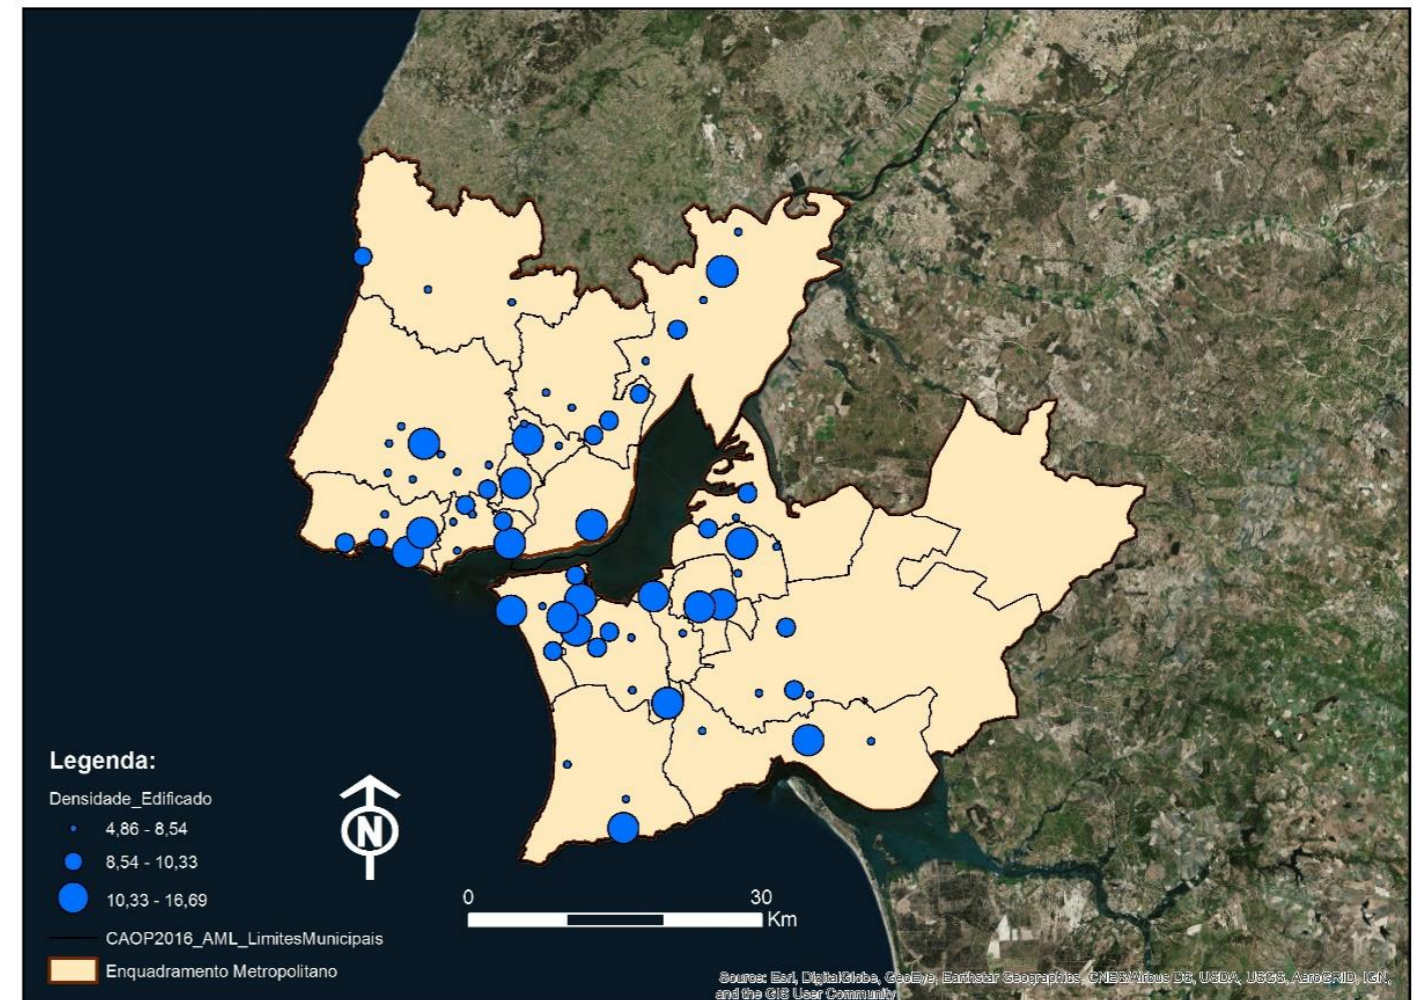 Legenda:
Densidade_Edificado
4,86 - 8,54
8,54 - 10,33
10,33 - 16,69
CAOP2016_AML_LimitesMunicipais
Enquadramento Metropolitano
N
0 30
Km
Source: Esri, DigitalGlobe, GeoEye, Earthstar Geographics, CNES/Airbus DS, USDA, USGS, AeroGRID, IGN,
and the GIS User Community